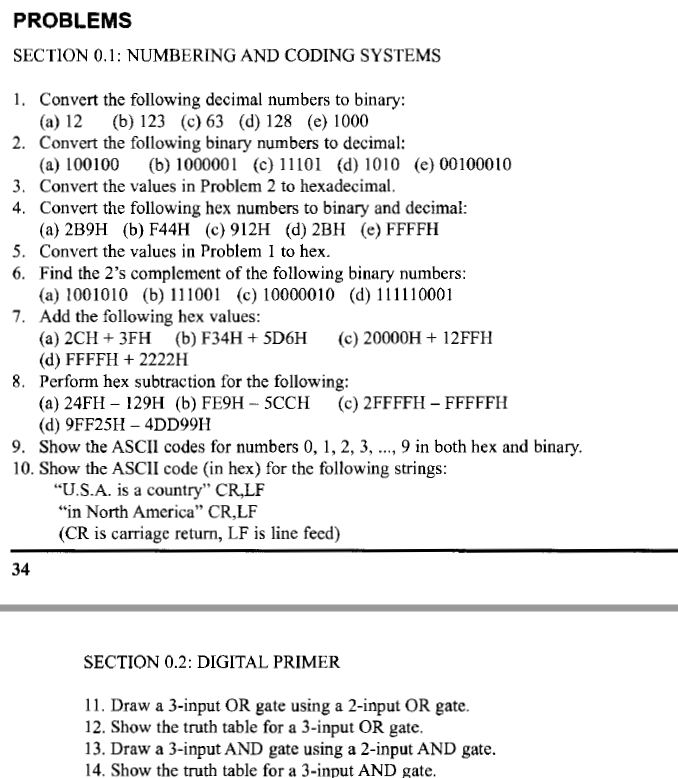 PROBLEMS
SECTION 0.1: NUMBERING AND CODING SYSTEMS
1. Convert the following decimal numbers to binary:
(a) 12 (b) 123 (c) 63 (d) 128 (e) 1000
2. Convert the following binary numbers to decimal:
(a) 100100 (b) 1000001 (c) 11101 (d) 1010 (e) 00100010
3. Convert the values in Problem 2 to hexadecimal.
4. Convert the following hex numbers to binary and decimal:
(a) 2B9H (b) F44H (c) 912H (d) 2BH (e) FFFFH
5. Convert the values in Problem 1 to hex.
6. Find the 2's complement of the following binary numbers:
(a) 1001010 (b) 111001 (c) 10000010 (d) 111110001
7. Add the following hex values:
(a) 2CH + 3FH (b) F34H + 5D6H (c) 20000H + 12FFH
(d) FFFFH + 2222H
8. Perform hex subtraction for the following:
(a) 24FH – 129H (b) FE9H – 5CCH (c) 2FFFFH – FFFFFH
(d) 9FF25H – 4DD99H
9. Show the ASCII codes for numbers 0, 1, 2, 3, ..., 9 in both hex and binary.
10. Show the ASCII code (in hex) for the following strings:
“U.S.A. is a country” CR,LF
“in North America” CR,LF
(CR is carriage return, LF is line feed)
34
SECTION 0.2: DIGITAL PRIMER
11. Draw a 3-input OR gate using a 2-input OR gate.
12. Show the truth table for a 3-input OR gate.
13. Draw a 3-input AND gate using a 2-input AND gate.
14. Show the truth table for a 3-input AND gate.